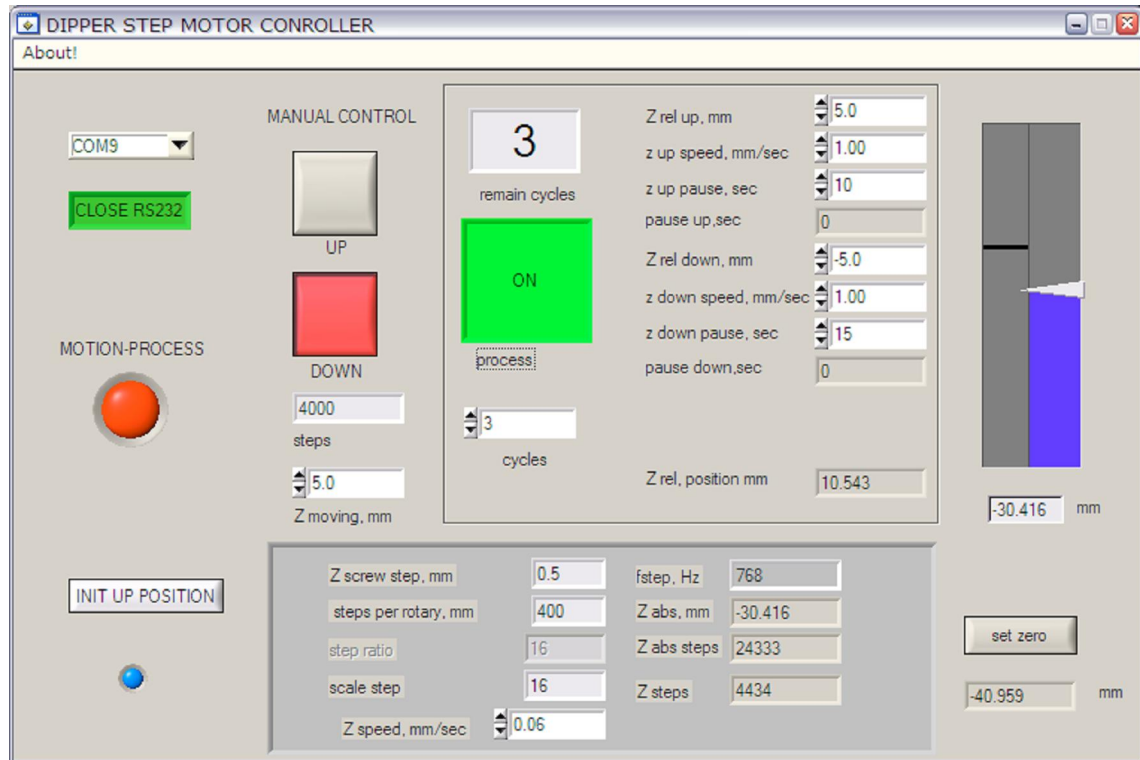 DIPPER STEP MOTOR CONROLLER
About!
COM9
CLOSE RS232
MOTION-PROCESS
INIT UP POSITION
MANUAL CONTROL
UP
DOWN
4000
steps
5.0
Z moving, mm
3
remain cycles
ON
process
3
cycles
Z rel up, mm 5.0
z up speed, mm/sec 1.00
z up pause, sec 10
pause up,sec 0
Z rel down, mm -5.0
z down speed, mm/sec 1.00
z down pause, sec 15
pause down,sec 0
Z rel, position mm 10.543
-30.416 mm
Z screw step, mm 0.5
steps per rotary, mm 400
step ratio 16
scale step 16
Z speed, mm/sec 0.06
fstep, Hz 768
Z abs, mm -30.416
Z abs steps 24333
Z steps 4434
set zero
-40.959 mm